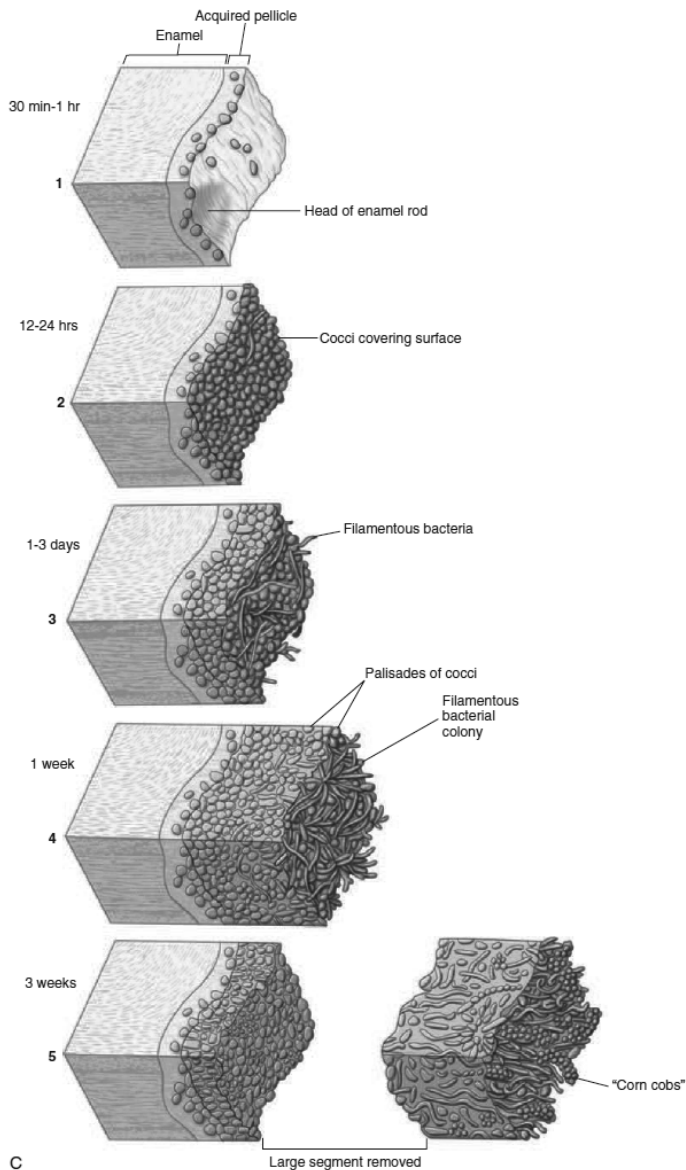 Acquired pellicle
Enamel
30 min-1 hr
1
Head of enamel rod
12-24 hrs
Cocci covering surface
2
1-3 days
Filamentous bacteria
3
Palisades of cocci
Filamentous
bacterial
colony
1 week
4
3 weeks
5
"Corn cobs"
C
Large segment removed